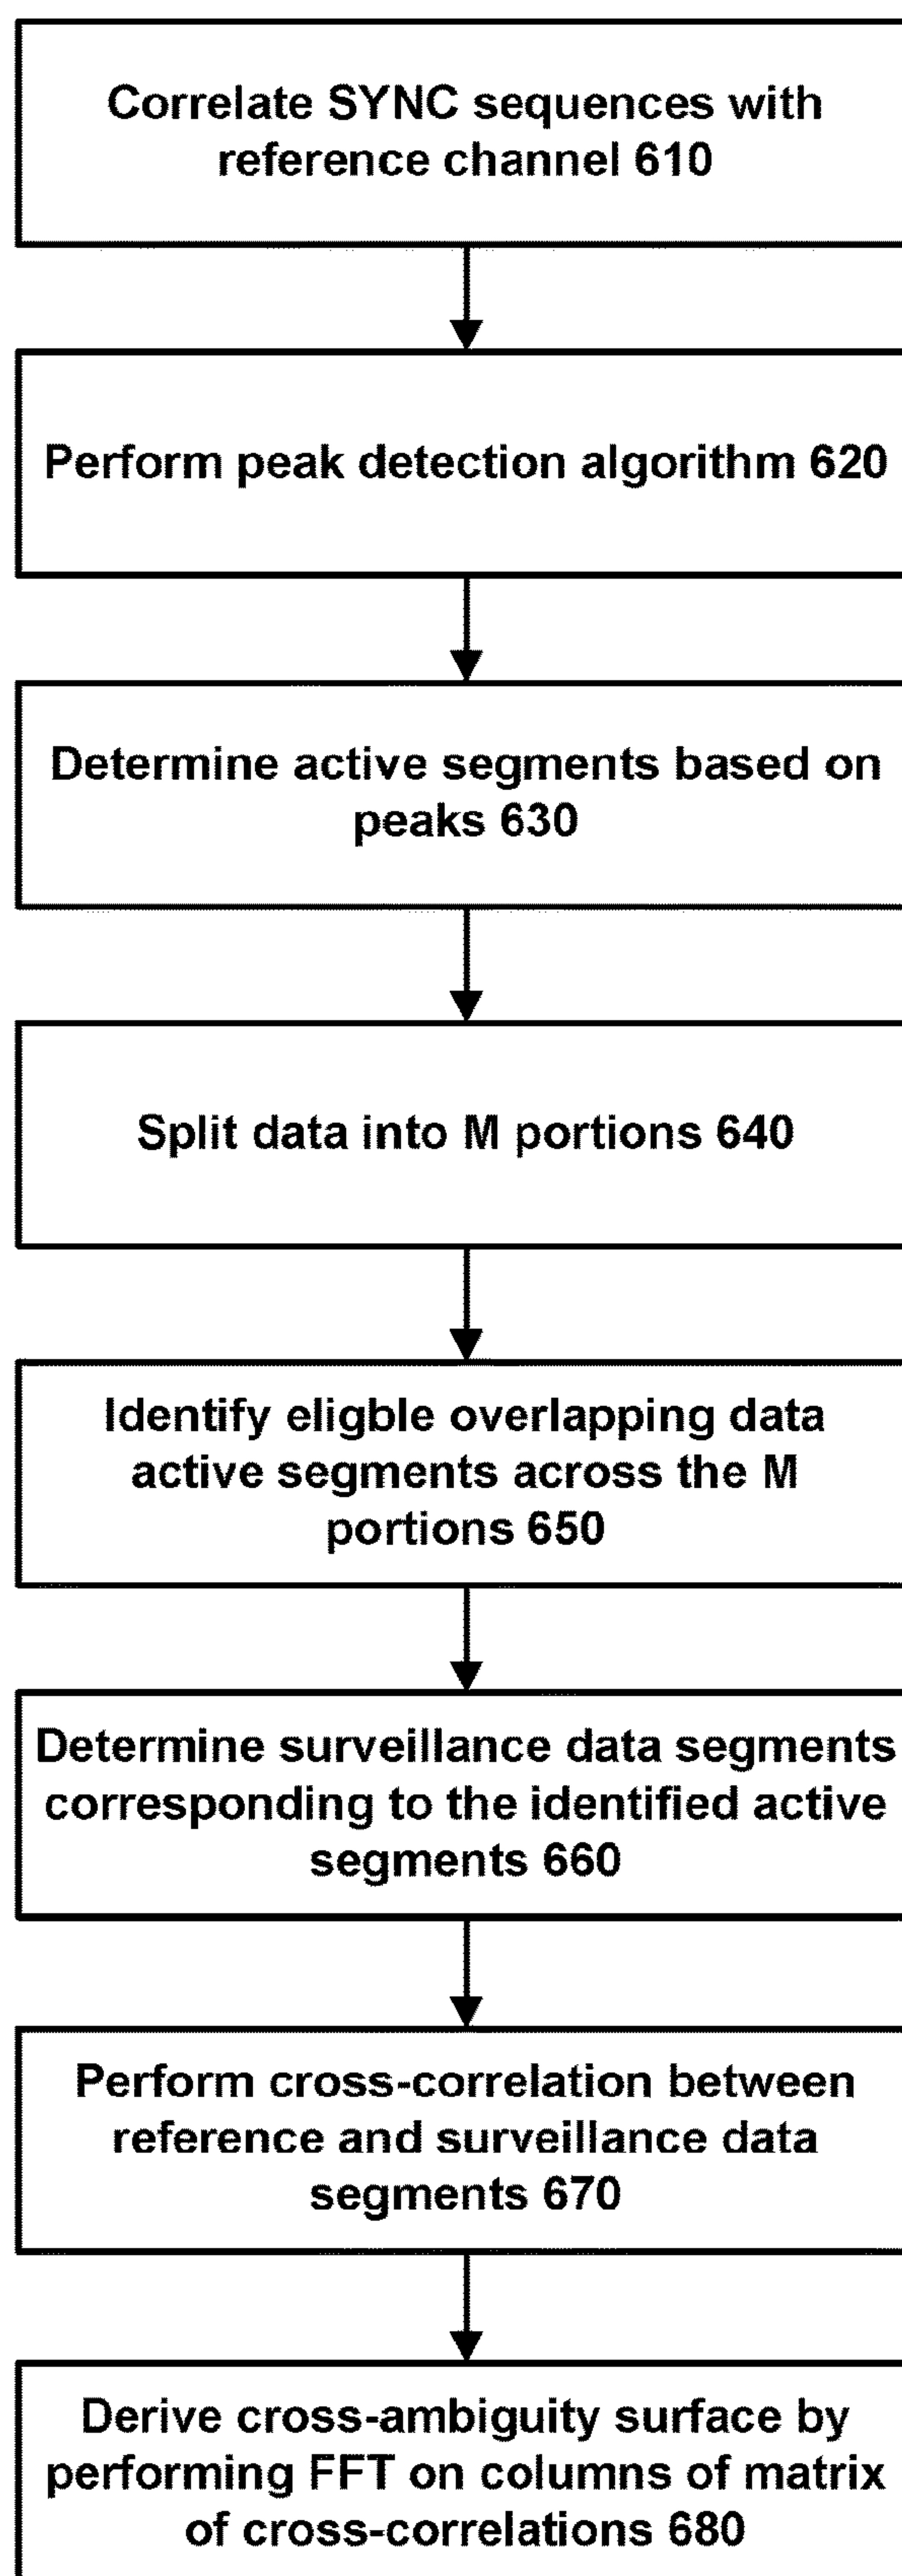 Correlate SYNC sequences with
reference channel 610
Perform peak detection algorithm 620
Determine active segments based on
peaks 630
Split data into M portions 640
Identify eligble overlapping data
active segments across the M
portions 650
Determine surveillance data segments
corresponding to the identified active
segments 660
Perform cross-correlation between
reference and surveillance data
segments 670
Derive cross-ambiguity surface by
performing FFT on columns of matrix
of cross-correlations 680